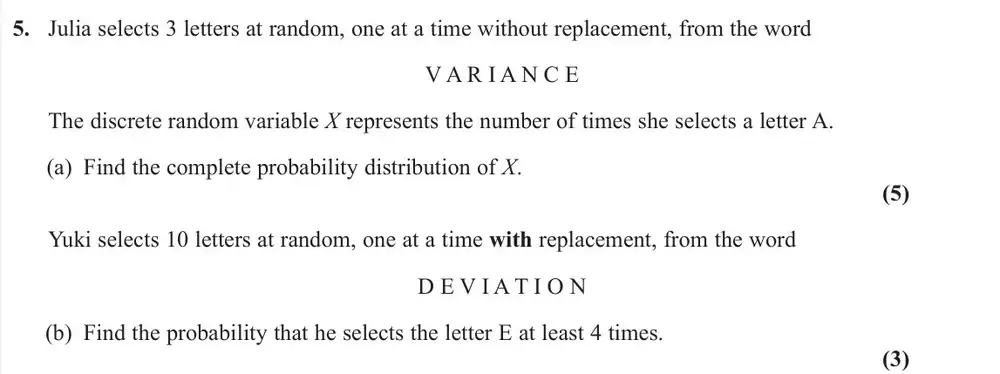 5. Julia selects 3 letters at random, one at a time without replacement, from the word
V A R I A N C E
The discrete random variable X represents the number of times she selects a letter A.
(a) Find the complete probability distribution of X.
(5)
Yuki selects 10 letters at random, one at a time with replacement, from the word
D E V I A T I O N
(b) Find the probability that he selects the letter E at least 4 times.
(3)